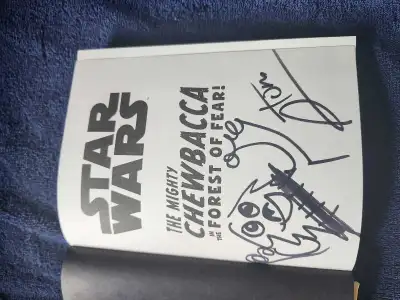 STAR
WARS
THE MIGHTY
CHEWBACCA
IN THE
FOREST OF FEAR!